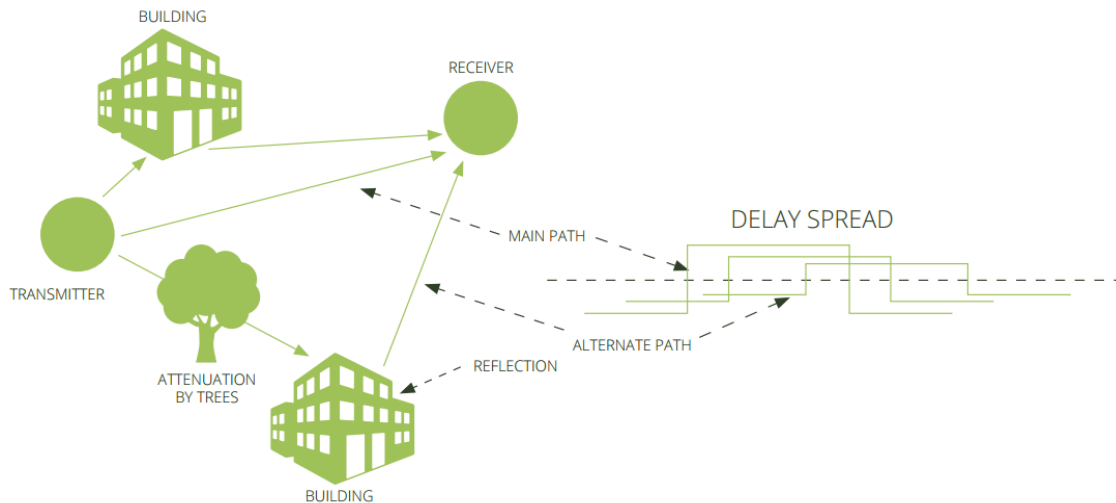 BUILDING
RECEIVER
DELAY SPREAD
MAIN PATH
TRANSMITTER
ALTERNATE PATH
REFLECTION
ATTENUATION
BY TREES
BUILDING